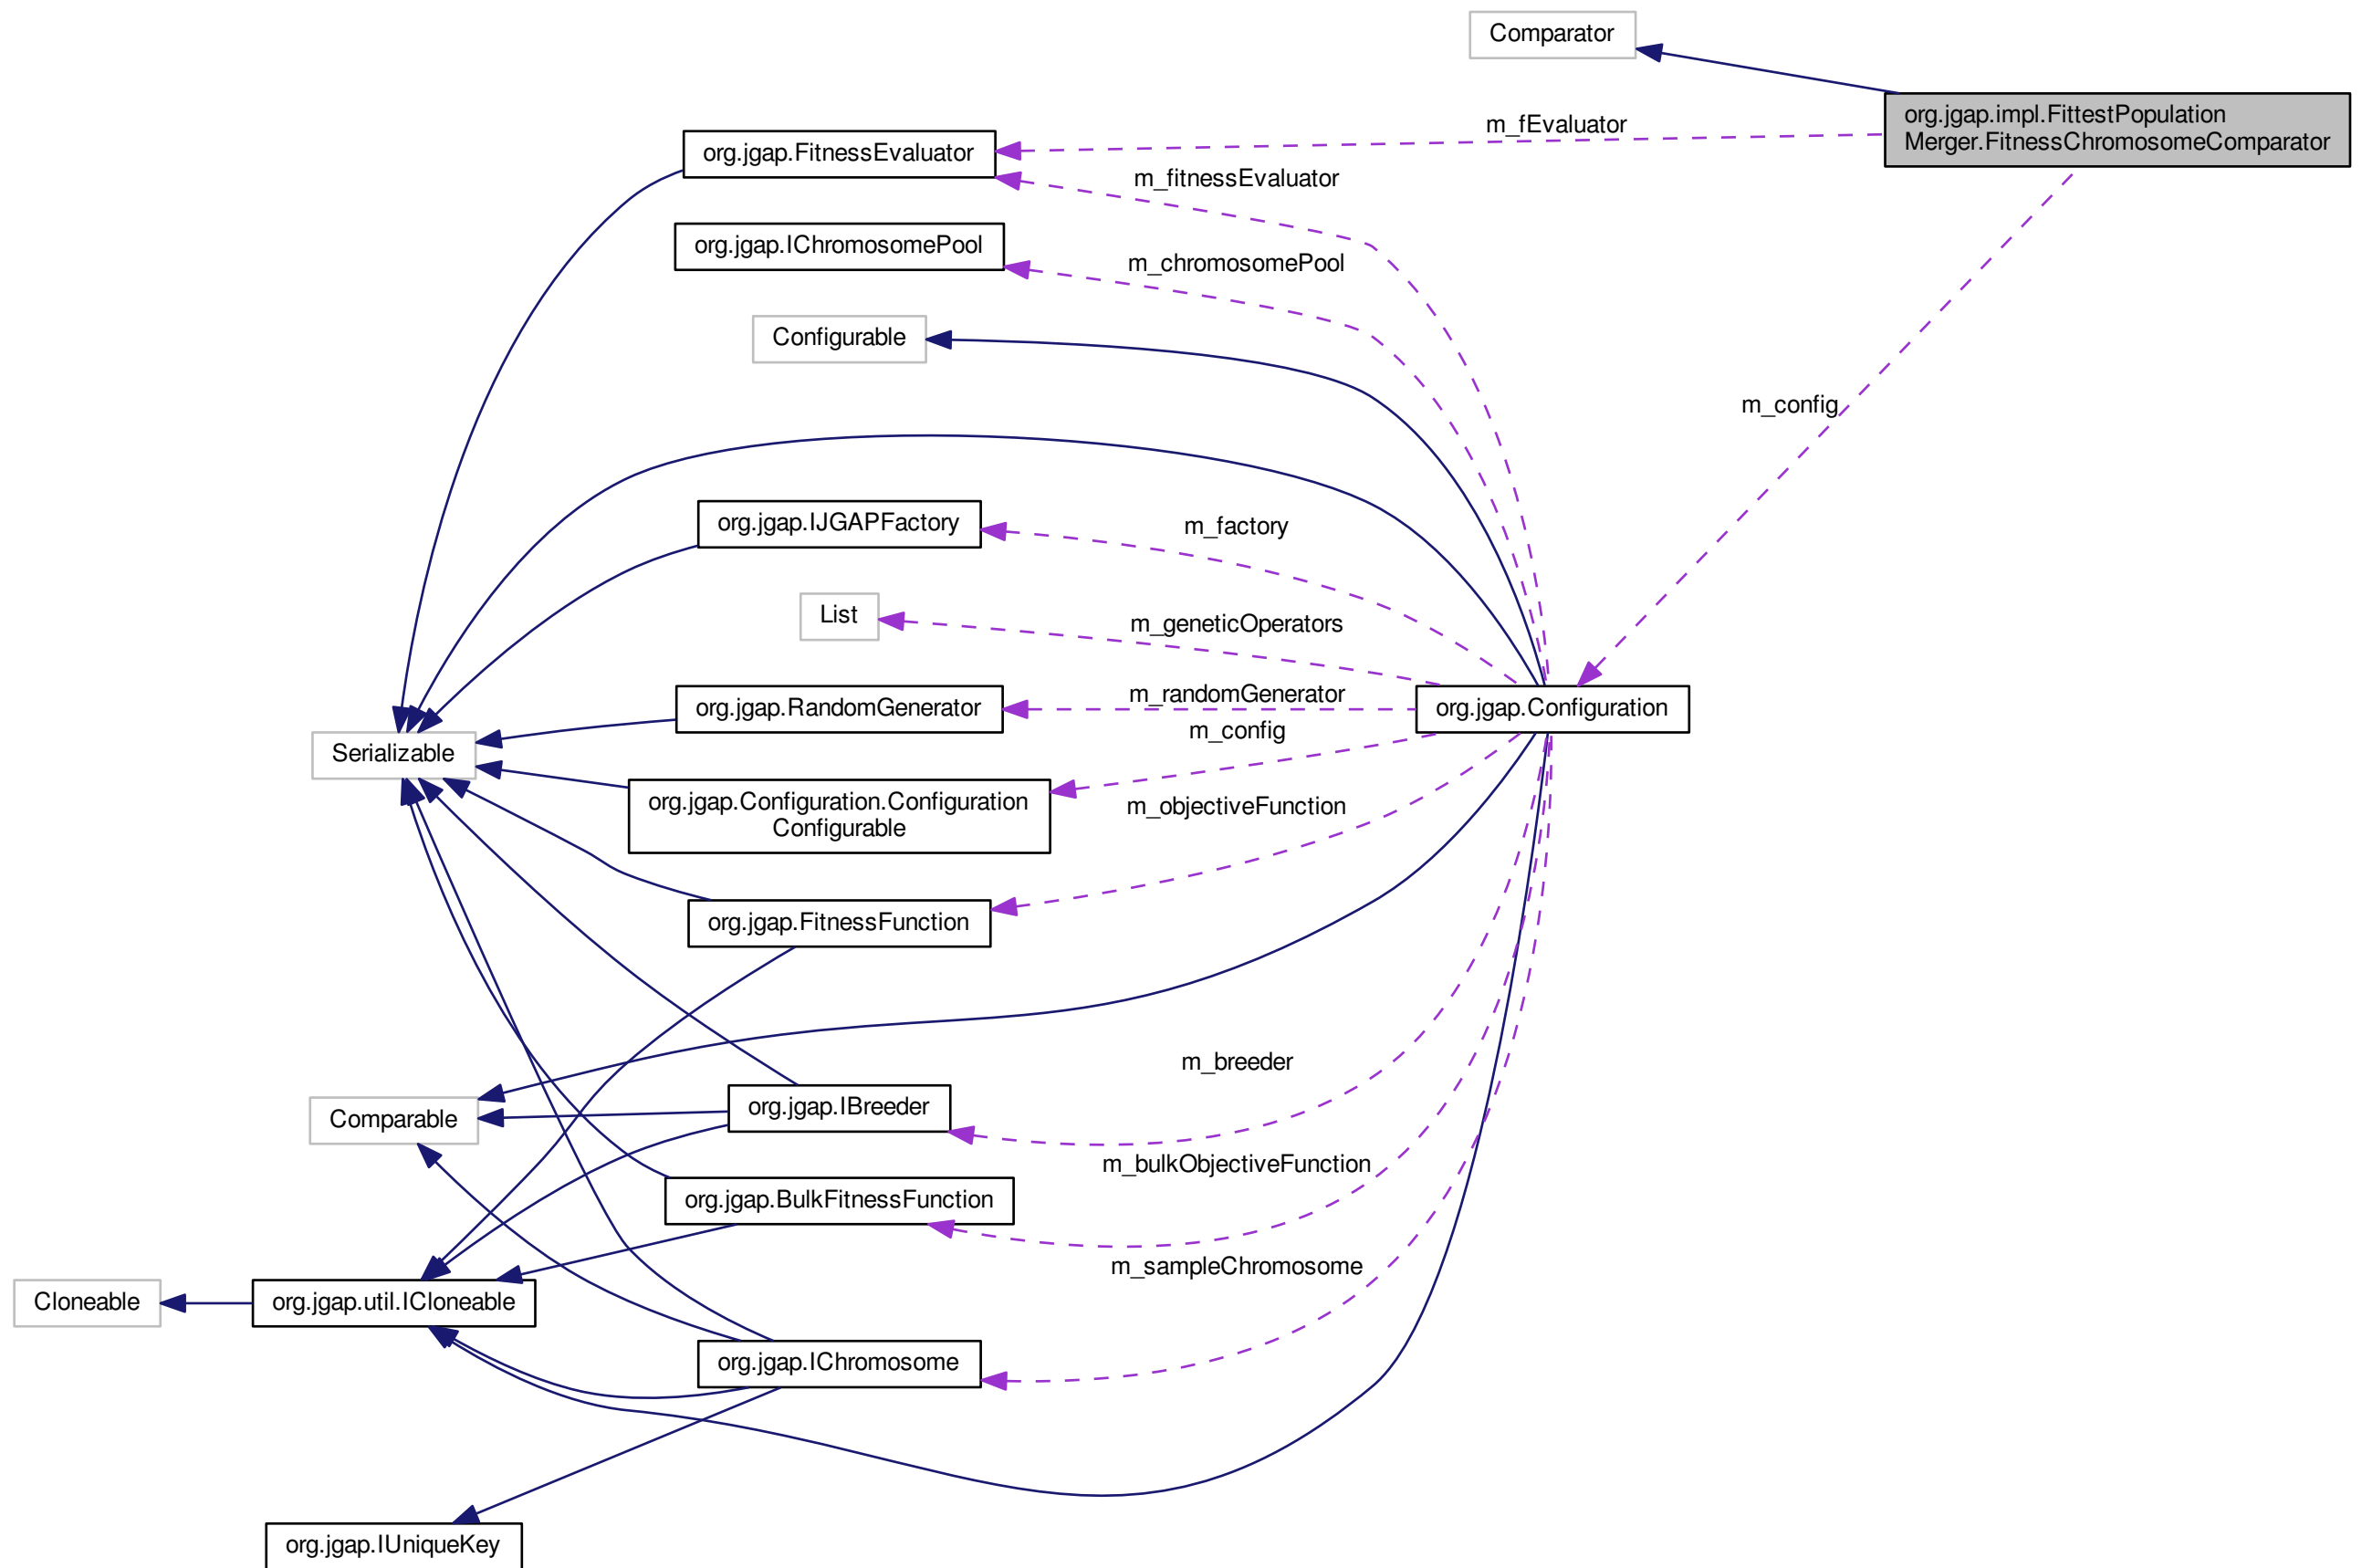 Comparator
org.jgap.impl.FittestPopulation
Merger.FitnessChromosomeComparator
m_fEvaluator
org.jgap.FitnessEvaluator
m_fitnessEvaluator
org.jgap.IChromosomePool
m_chromosomePool
Configurable
m_config
org.jgap.IJGAPFactory
m_factory
List
m_geneticOperators
org.jgap.RandomGenerator
m_randomGenerator
org.jgap.Configuration
m_config
Serializable
org.jgap.Configuration.Configuration
Configurable
m_objectiveFunction
org.jgap.FitnessFunction
m_breeder
Comparable
org.jgap.IBreeder
m_bulkObjectiveFunction
org.jgap.BulkFitnessFunction
m_sampleChromosome
Cloneable
org.jgap.util.ICloneable
org.jgap.IChromosome
org.jgap.IUniqueKey